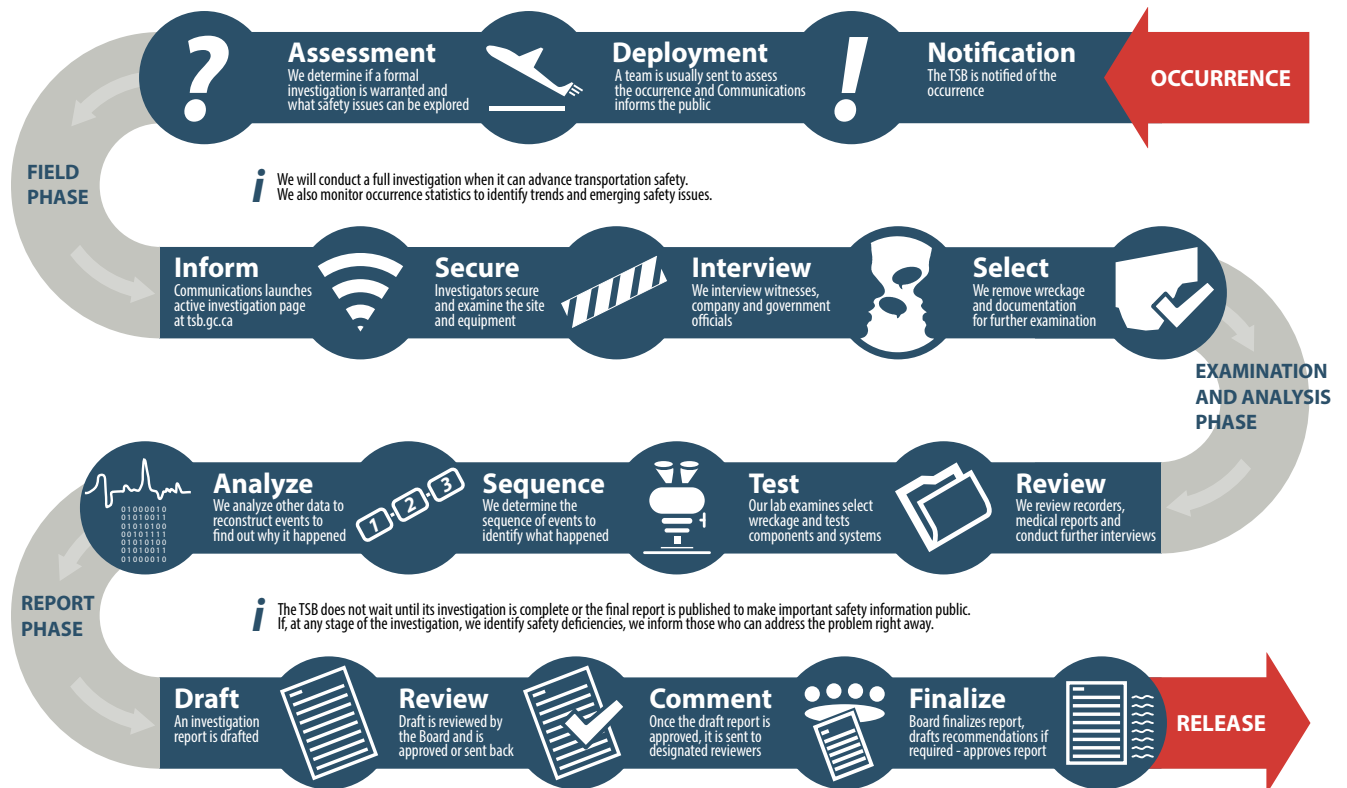 OCCURRENCE
Notification
The TSB is notified of the
occurrence
!
Deployment
A team is usually sent to assess
the occurrence and Communications
informs the public
Assessment
We determine if a formal
investigation is warranted and
what safety issues can be explored
?
FIELD
PHASE
i
We will conduct a full investigation when it can advance transportation safety.
We also monitor occurrence statistics to identify trends and emerging safety issues.
Inform
Communications launches
active investigation page
at tsb.gc.ca
Secure
Investigators secure
and examine the site
and equipment
Interview
We interview witnesses,
company and government
officials
Select
We remove wreckage
and documentation
for further examination
EXAMINATION
AND ANALYSIS
PHASE
Review
We review recorders,
medical reports and
conduct further interviews
Test
Our lab examines select
wreckage and tests
components and systems
Sequence
We determine the
sequence of events to
identify what happened
1 2 3
Analyze
We analyze other data to
reconstruct events to
find out why it happened
01000010
01010011
01010100
00101111
01010100
01010011
01000010
REPORT
PHASE
i
The TSB does not wait until its investigation is complete or the final report is published to make important safety information public.
If, at any stage of the investigation, we identify safety deficiencies, we inform those who can address the problem right away.
Draft
An investigation
report is drafted
Review
Draft is reviewed by
the Board and is
approved or sent back
Comment
Once the draft report is
approved, it is sent to
designated reviewers
Finalize
Board finalizes report,
drafts recommendations if
required - approves report
RELEASE